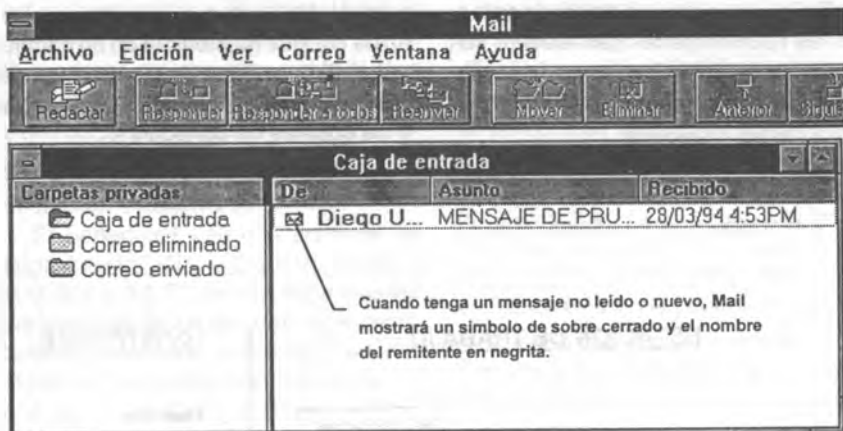 Mail
Archivo Edición Ver Correo Ventana Ayuda
Redactar Responder Responder a todos Reenviar Mover Eliminar Anterior Siguie
Caja de entrada
Carpetas privadas De Asunto Recibido
Caja de entrada Diego U... MENSAJE DE PRU... 28/03/94 4:53PM
Correo eliminado
Correo enviado
Cuando tenga un mensaje no leido o nuevo, Mail
mostrará un simbolo de sobre cerrado y el nombre
del remitente en negrita.